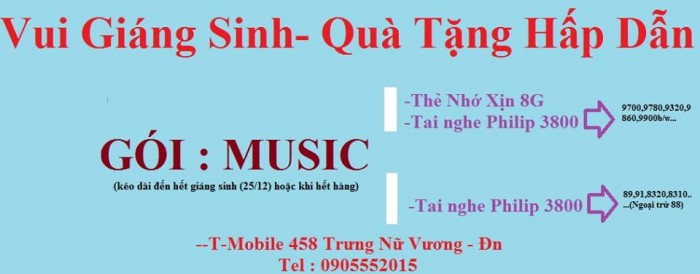 Vui Giáng Sinh- Quà Tặng Hấp Dẫn
-Thẻ Nhớ Xịn 8G
-Tai nghe Philip 3800
9700,9780,9320,9
860,9900b/w...
GÓI : MUSIC
(kéo dài đến hết giáng sinh (25/12) hoặc khi hết hàng)
-Tai nghe Philip 3800
89,91,8320,8310..
...(Ngoại trừ 88)
--T-Mobile 458 Trưng Nữ Vương - Đn
Tel : 0905552015